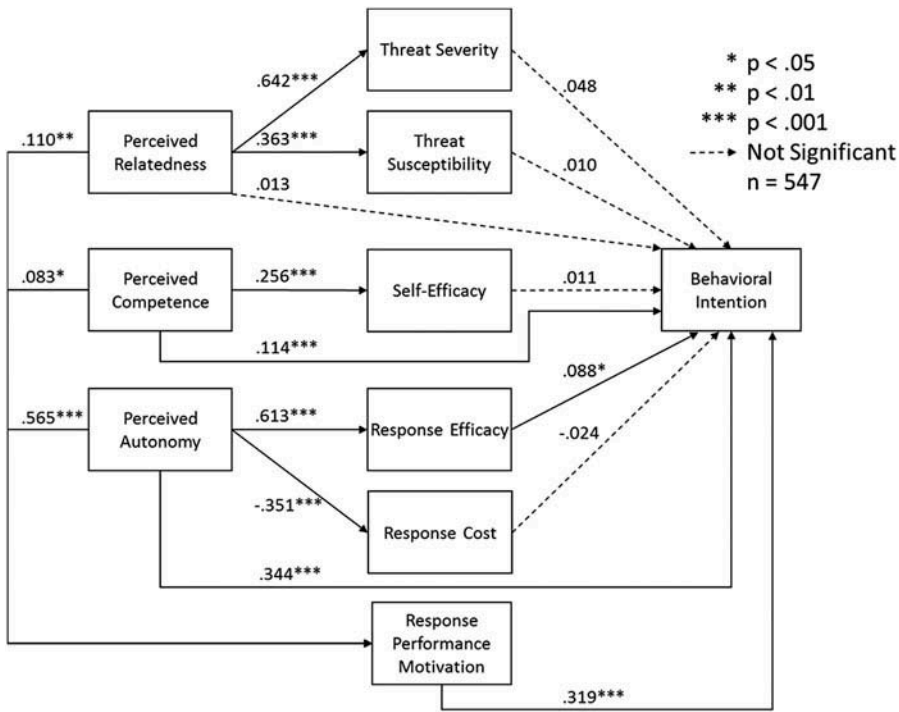 Threat Severity
* p < .05
** p < .01
*** p < .001
Not Significant
n = 547
.642***
.048
.110**
Perceived
Relatedness
.363***
Threat
Susceptibility
.010
.013
.083*
Perceived
Competence
.256***
Self-Efficacy
.011
Behavioral
Intention
.114***
.088*
.565***
Perceived
Autonomy
.613***
Response Efficacy
-.024
-.351***
Response Cost
.344***
Response
Performance
Motivation
.319***